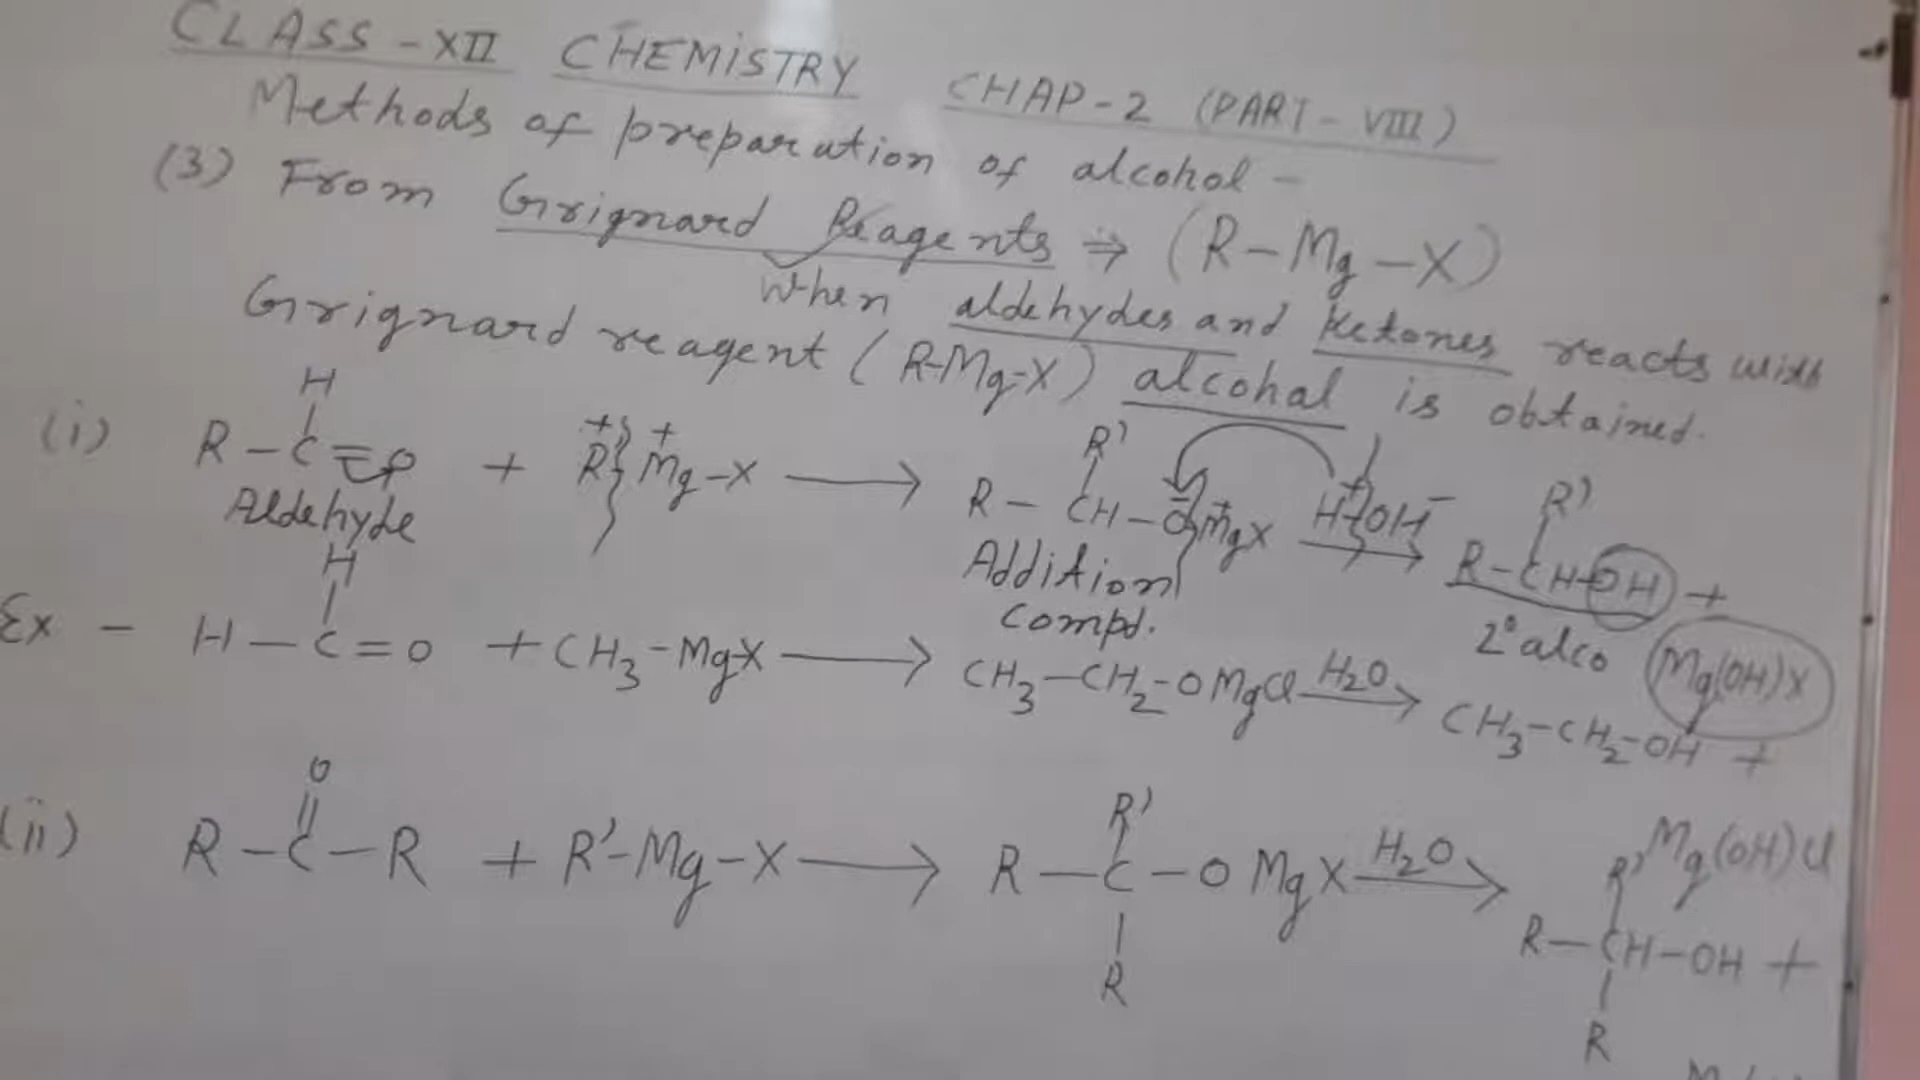 CLASS-XII CHEMISTRY CHAP-2 (PART-VIII)
Methods of preparation of alcohol -
(3) From Grignard Reagents ⇒ (R-Mg-X)
When aldehydes and Ketones reacts with
Grignard reagent (R-Mg-X) alcohal is obtained.
H
(i) R-C=O + R Mg-X ⟶ R-CH-OMgX H OH ⟶ R-CH-OH +
R' R'
Aldehyde Addition Compd. 2° alco Mg(OH)X
H
Ex - H-C=O + CH3-MgX ⟶ CH3-CH2-OMgCl H2O ⟶ CH3-CH2-OH +
Mg(OH)Cl
O R' R'
(ii) R-C-R + R'-Mg-X ⟶ R-C-OMgX H2O ⟶ R-CH-OH +
R R